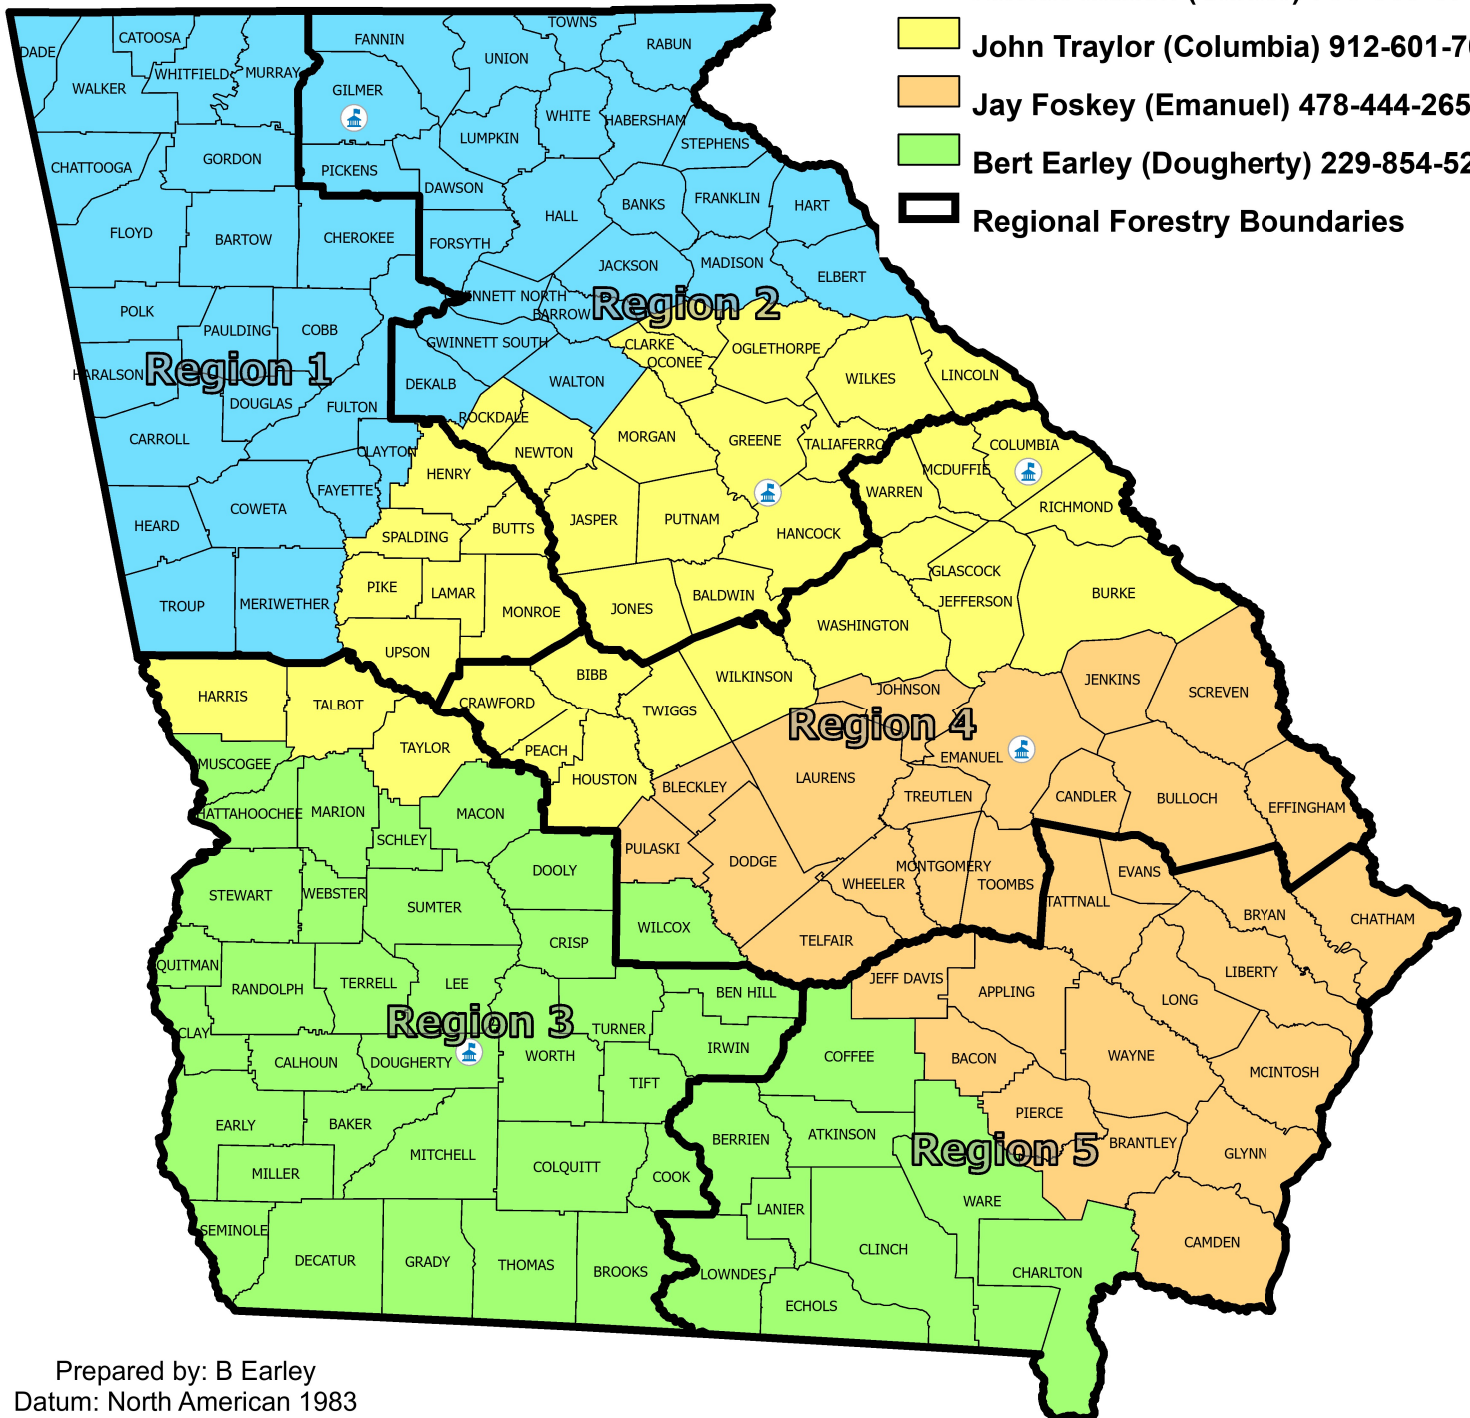 John Traylor (Columbia) 912-601-7
Jay Foskey (Emanuel) 478-444-265
Bert Earley (Dougherty) 229-854-52
Regional Forestry Boundaries
TOWNS
CATOOSA FANNIN RABUN
DADE UNION
WHITFIELD MURRAY
WALKER GILMER
WHITE HABERSHAM
LUMPKIN STEPHENS
GORDON
CHATTOOGA PICKENS
DAWSON
BANKS FRANKLIN HART
HALL
FLOYD BARTOW CHEROKEE FORSYTH
JACKSON MADISON ELBERT
INNETT NORTH
Region 2
POLK BARROW
PAULDING COBB
GWINNETT SOUTH CLARKE OGLETHORPE
OCONEE
Region 1
HARALSON DEKALB WALTON WILKES LINCOLN
DOUGLAS FULTON ROCKDALE
CARROLL MORGAN GREENE TALIAFERRO COLUMBIA
CLAYTON NEWTON
HENRY MCDUFFIE
FAYETTE WARREN
COWETA RICHMOND
HEARD JASPER PUTNAM
SPALDING BUTTS HANCOCK
GLASCOCK
PIKE LAMAR BALDWIN BURKE
TROUP MERIWETHER MONROE JONES JEFFERSON
WASHINGTON
UPSON
BIBB WILKINSON JENKINS
HARRIS TALBOT CRAWFORD JOHNSON SCREVEN
TWIGGS
Region 4
TAYLOR PEACH
MUSCOGEE HOUSTON LAURENS EMANUEL
BLECKLEY TREUTLEN CANDLER BULLOCH EFFINGHAM
HATTAHOOCHEE MARION MACON
SCHLEY PULASKI
DOOLY DODGE MONTGOMERY EVANS
STEWART WEBSTER WHEELER TOOMBS
SUMTER TATTNALL
WILCOX BRYAN CHATHAM
CRISP TELFAIR
QUITMAN LIBERTY
RANDOLPH TERRELL LEE BEN HILL JEFF DAVIS APPLING
LONG
Region 3
CLAY TURNER
CALHOUN DOUGHERTY WORTH IRWIN COFFEE BACON WAYNE
TIFT MCINTOSH
EARLY BAKER PIERCE
BERRIEN ATKINSON BRANTLEY
Region 5
MITCHELL COLQUITT GLYNN
MILLER COOK
LANIER WARE
SEMINOLE
DECATUR GRADY THOMAS BROOKS CLINCH CAMDEN
LOWNDES CHARLTON
ECHOLS
Prepared by: B Earley
Datum: North American 1983